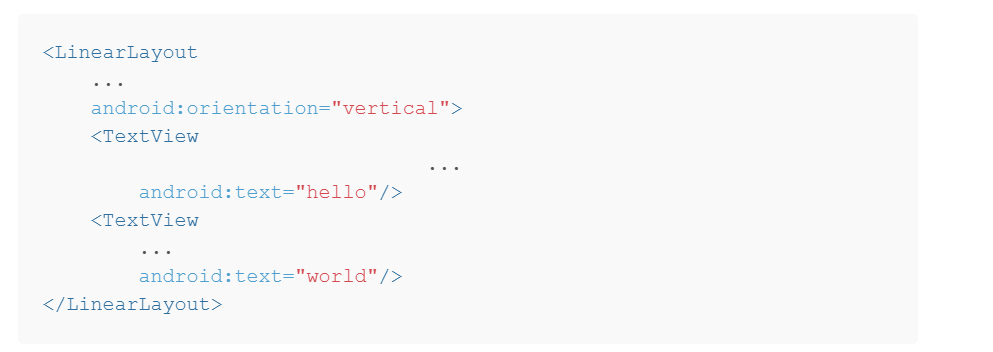 <LinearLayout
    ...
    android:orientation="vertical">
    <TextView
                                ...
        android:text="hello"/>
    <TextView
        ...
        android:text="world"/>
</LinearLayout>